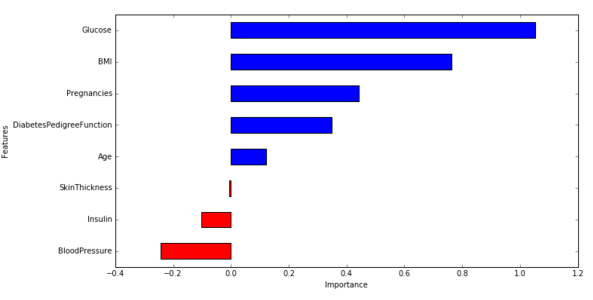 Glucose
BMI
Pregnancies
DiabetesPedigreeFunction
Age
SkinThickness
Insulin
BloodPressure
Features
−0.4 −0.2 0.0 0.2 0.4 0.6 0.8 1.0 1.2
Importance